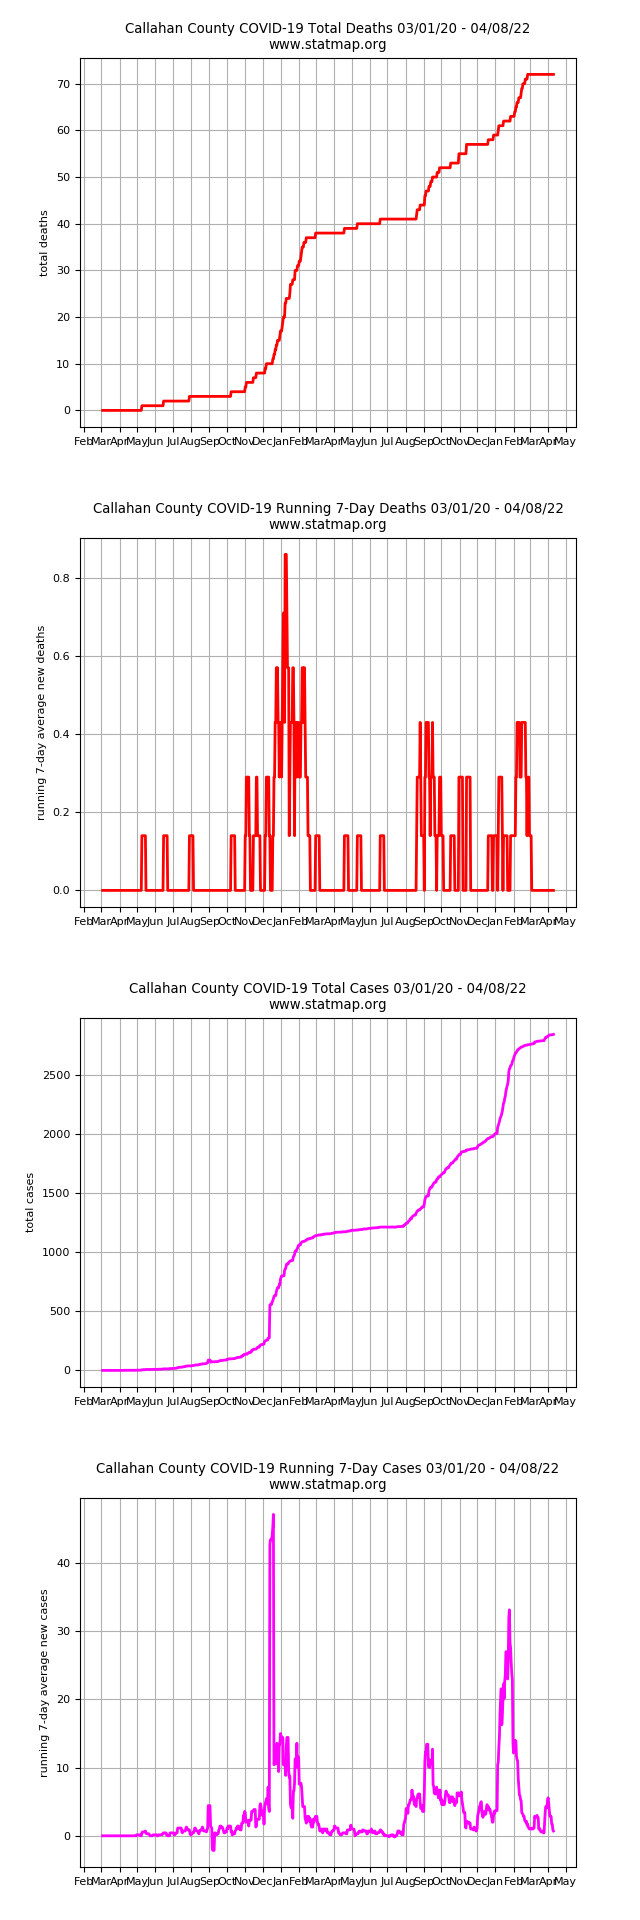 Callahan County COVID-19 Total Deaths 03/01/20 - 04/08/22
www.statmap.org
total deaths
70
60
50
40
30
20
10
0
Feb Mar Apr May Jun Jul Aug Sep Oct Nov Dec Jan Feb Mar Apr May Jun Jul Aug Sep Oct Nov Dec Jan Feb Mar Apr May
Callahan County COVID-19 Running 7-Day Deaths 03/01/20 - 04/08/22
www.statmap.org
running 7-day average new deaths
0.8
0.6
0.4
0.2
0.0
Feb Mar Apr May Jun Jul Aug Sep Oct Nov Dec Jan Feb Mar Apr May Jun Jul Aug Sep Oct Nov Dec Jan Feb Mar Apr May
Callahan County COVID-19 Total Cases 03/01/20 - 04/08/22
www.statmap.org
total cases
2500
2000
1500
1000
500
0
Feb Mar Apr May Jun Jul Aug Sep Oct Nov Dec Jan Feb Mar Apr May Jun Jul Aug Sep Oct Nov Dec Jan Feb Mar Apr May
Callahan County COVID-19 Running 7-Day Cases 03/01/20 - 04/08/22
www.statmap.org
running 7-day average new cases
40
30
20
10
0
Feb Mar Apr May Jun Jul Aug Sep Oct Nov Dec Jan Feb Mar Apr May Jun Jul Aug Sep Oct Nov Dec Jan Feb Mar Apr May